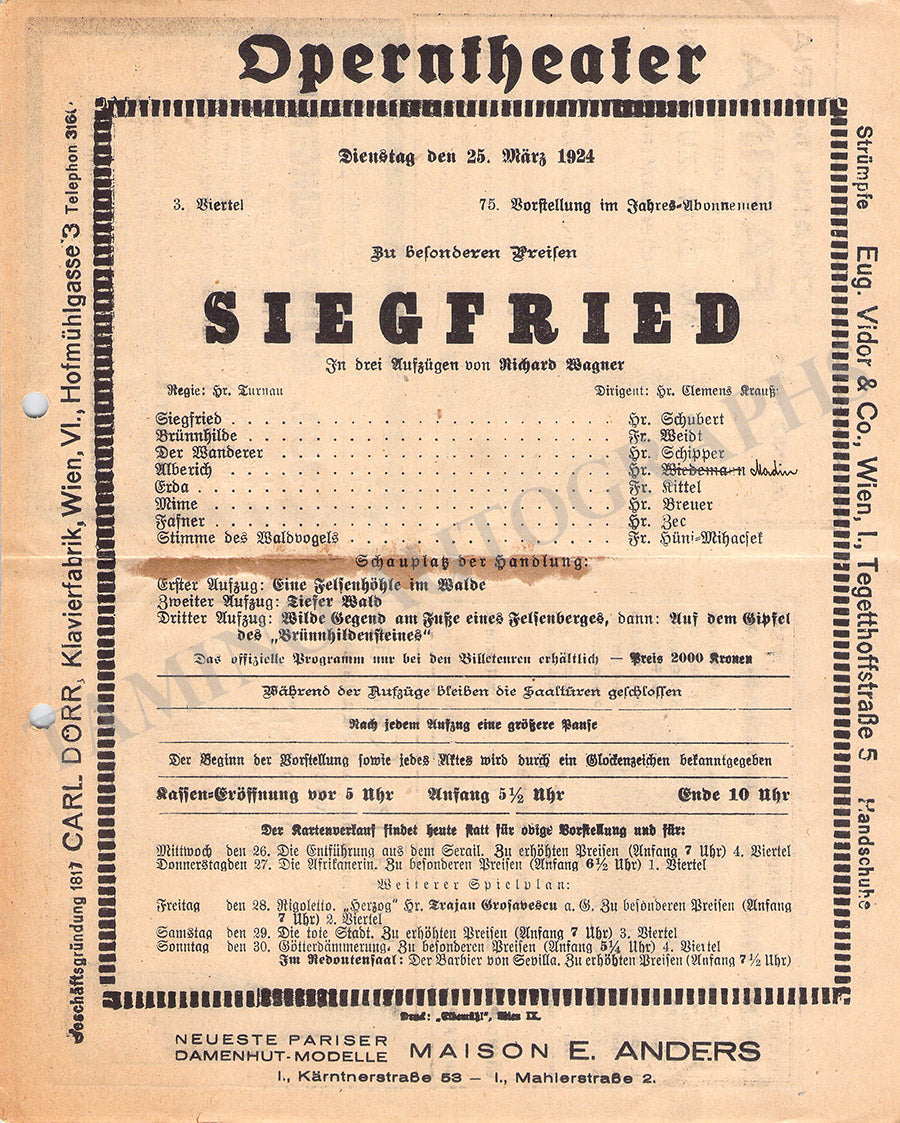 Operntheater
Dienstag den 25. März 1924
3. Viertel 75. Vorstellung im Jahres-Abonnement
Zu besonderen Preisen
SIEGFRIED
In drei Aufzügen von Richard Wagner
Regie: Hr. Turnau Dirigent: Hr. Clemens Krauß
Siegfried Hr. Schubert
Brünnhilde Fr. Weidt
Der Wanderer Hr. Schipper
Alberich Hr. Wiedemann Madin
Erda Fr. Kittel
Mime Hr. Breuer
Fafner Hr. Zec
Stimme des Waldvogels Fr. Hüni-Mihacsek
Schauplatz der Handlung:
Erster Aufzug: Eine Felsenhöhle im Walde
Zweiter Aufzug: Tiefer Wald
Dritter Aufzug: Wilde Gegend am Fuße eines Felsenberges, dann: Auf dem Gipfel
des „Brünnhildensteines"
Das offizielle Programm nur bei den Billeteuren erhältlich — Preis 2000 Kronen
Während der Aufzüge bleiben die Saaltüren geschlossen
Nach jedem Aufzug eine größere Pause
Der Beginn der Vorstellung sowie jedes Aktes wird durch ein Glockenzeichen bekanntgegeben
Kassen-Eröffnung vor 5 Uhr Anfang 5½ Uhr Ende 10 Uhr
Der Kartenverkauf findet heute statt für obige Vorstellung und für:
Mittwoch den 26. Die Entführung aus dem Serail. Zu erhöhten Preisen (Anfang 7 Uhr) 4. Viertel
Donnerstag den 27. Die Afrikanerin. Zu besonderen Preisen (Anfang 6½ Uhr) 1. Viertel
Weiterer Spielplan:
Freitag den 28. Rigoletto. „Herzog" Hr. Trajan Grosavescu a. G. Zu besonderen Preisen (Anfang
7 Uhr) 2. Viertel
Samstag den 29. Die tote Stadt. Zu erhöhten Preisen (Anfang 7 Uhr) 3. Viertel
Sonntag den 30. Götterdämmerung. Zu besonderen Preisen (Anfang 5¼ Uhr) 4. Viertel
Im Redoutensaal: Der Barbier von Sevilla. Zu erhöhten Preisen (Anfang 7½ Uhr)
Druck: „Elbemühl", Wien IX.
NEUESTE PARISER
DAMENHUT-MODELLE MAISON E. ANDERS
I., Kärntnerstraße 53 — I., Mahlerstraße 2.
Geschäftsgründung 1817 CARL DÖRR, Klavierfabrik, Wien, VI., Hofmühlgasse 3 Telephon
Strümpfe Eug. Vidor & Co., Wien, I., Tegetthoffstraße 5 Handschuhe
TAMINO AUTOGRAPHS